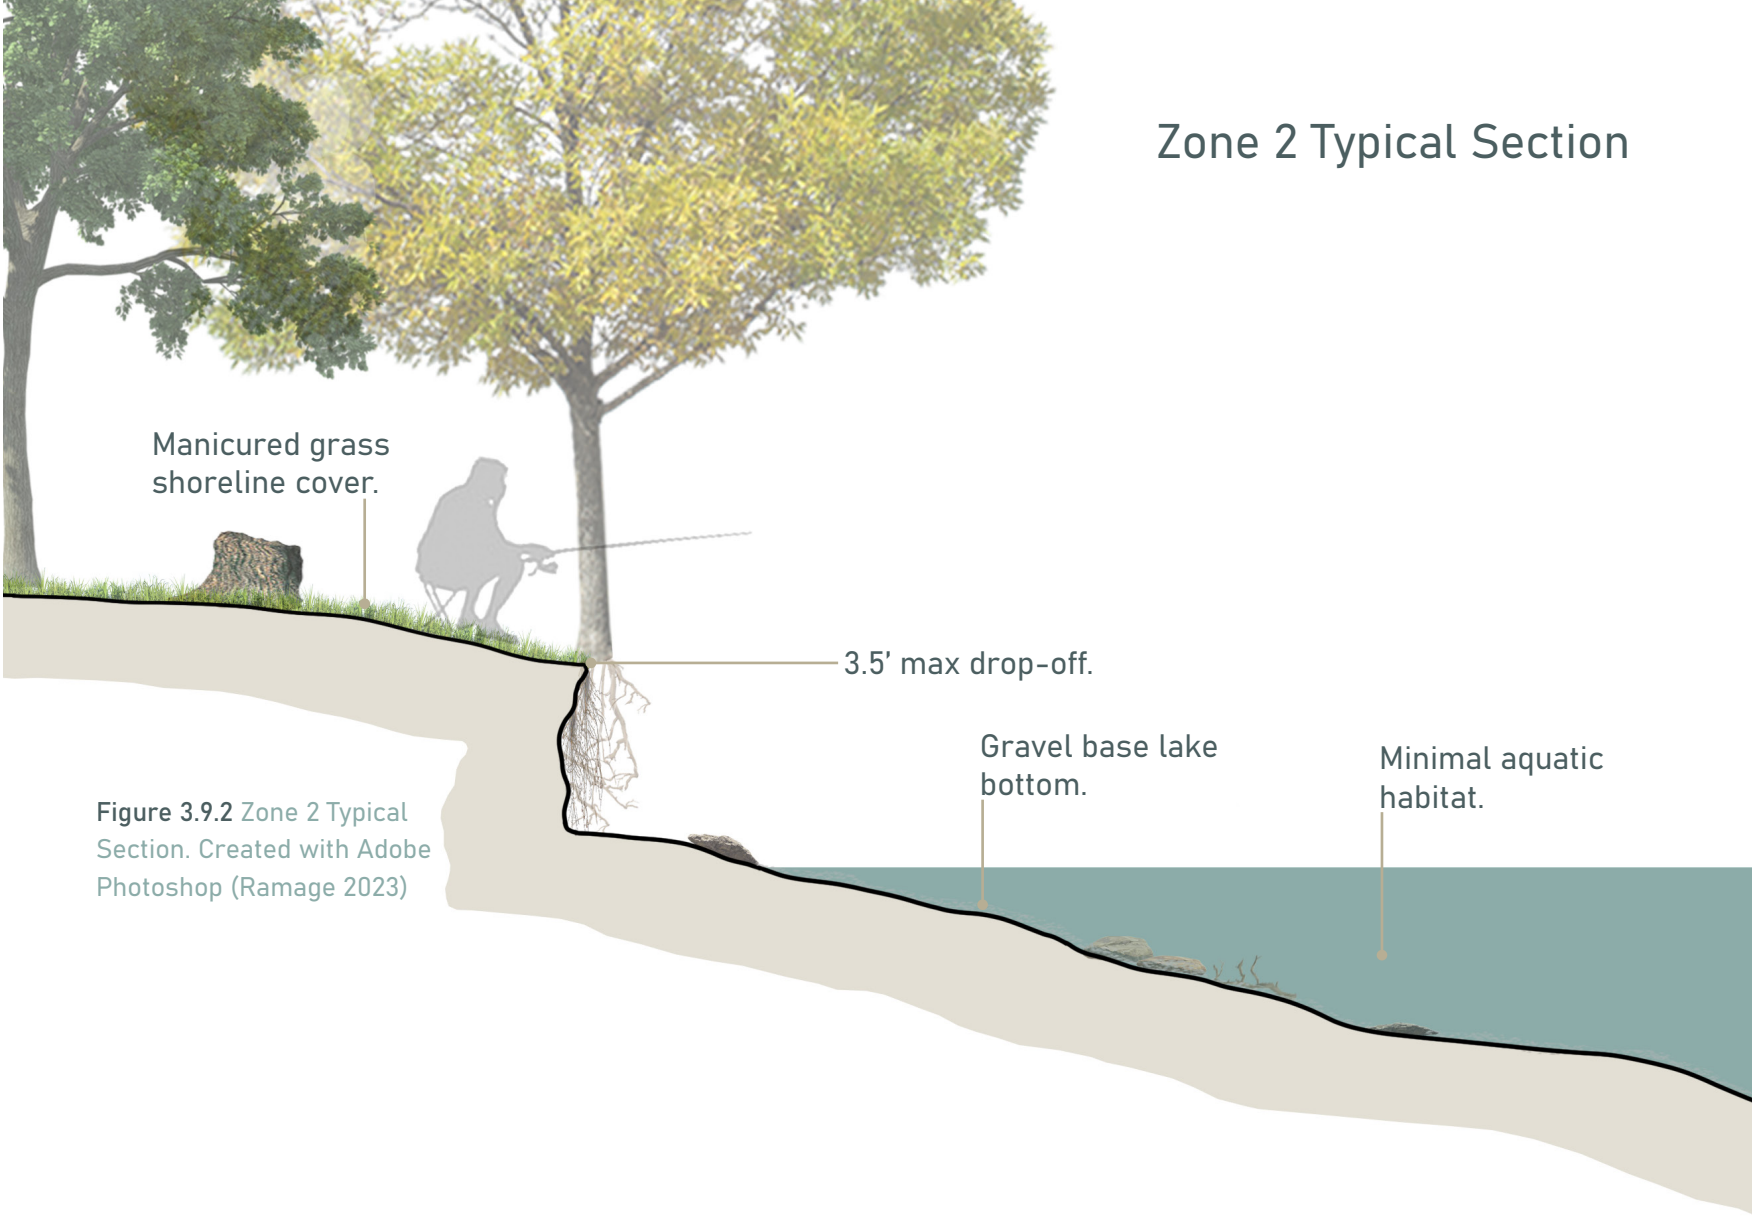 Zone 2 Typical Section
Manicured grass
shoreline cover.
3.5’ max drop-off.
Gravel base lake
bottom.
Minimal aquatic
habitat.
Figure 3.9.2 Zone 2 Typical
Section. Created with Adobe
Photoshop (Ramage 2023)